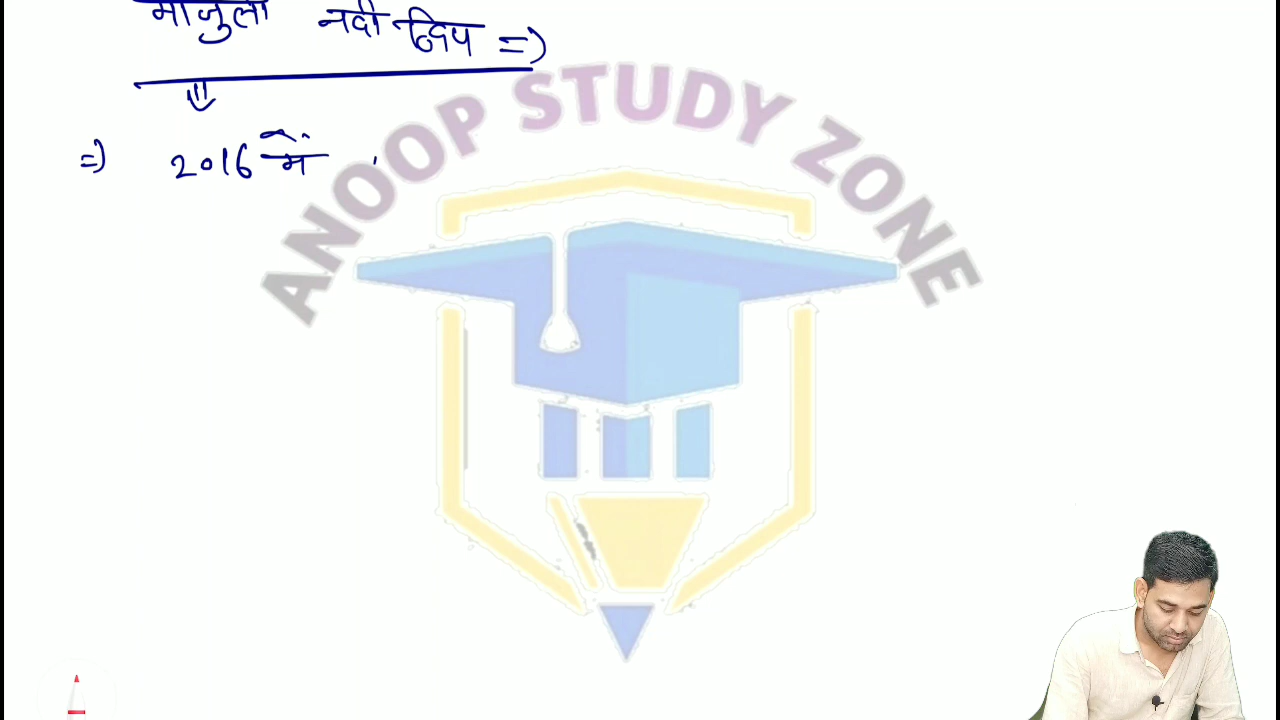 माजुली नदी द्विप =>
=> 2016 में
ANOOP STUDY ZONE